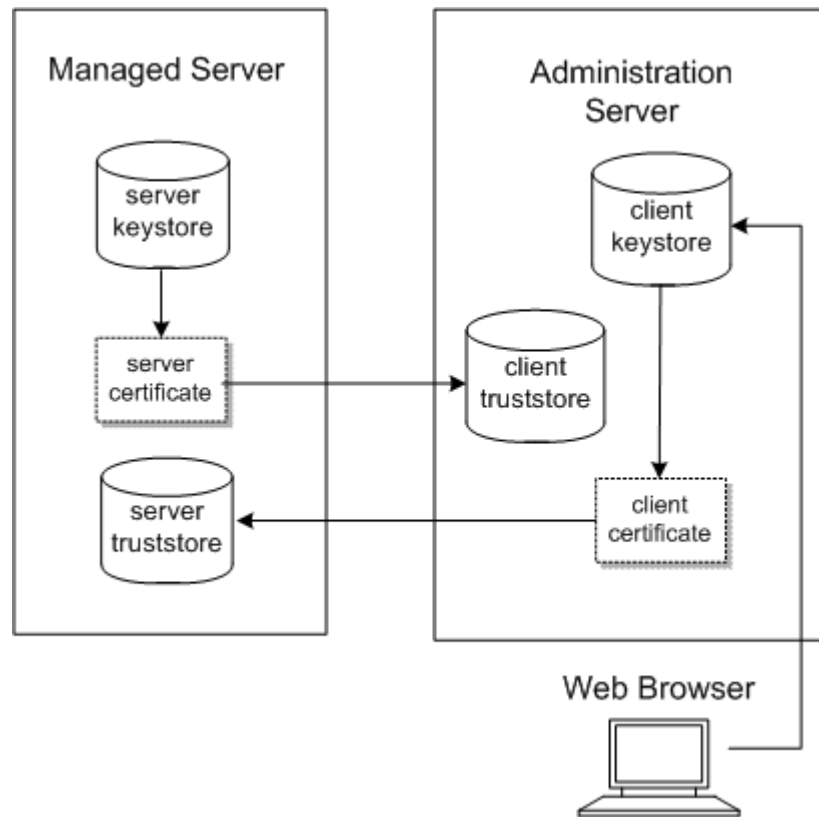 Managed Server
server
keystore
server
certificate
server
truststore
Administration
Server
client
keystore
client
truststore
client
certificate
Web Browser